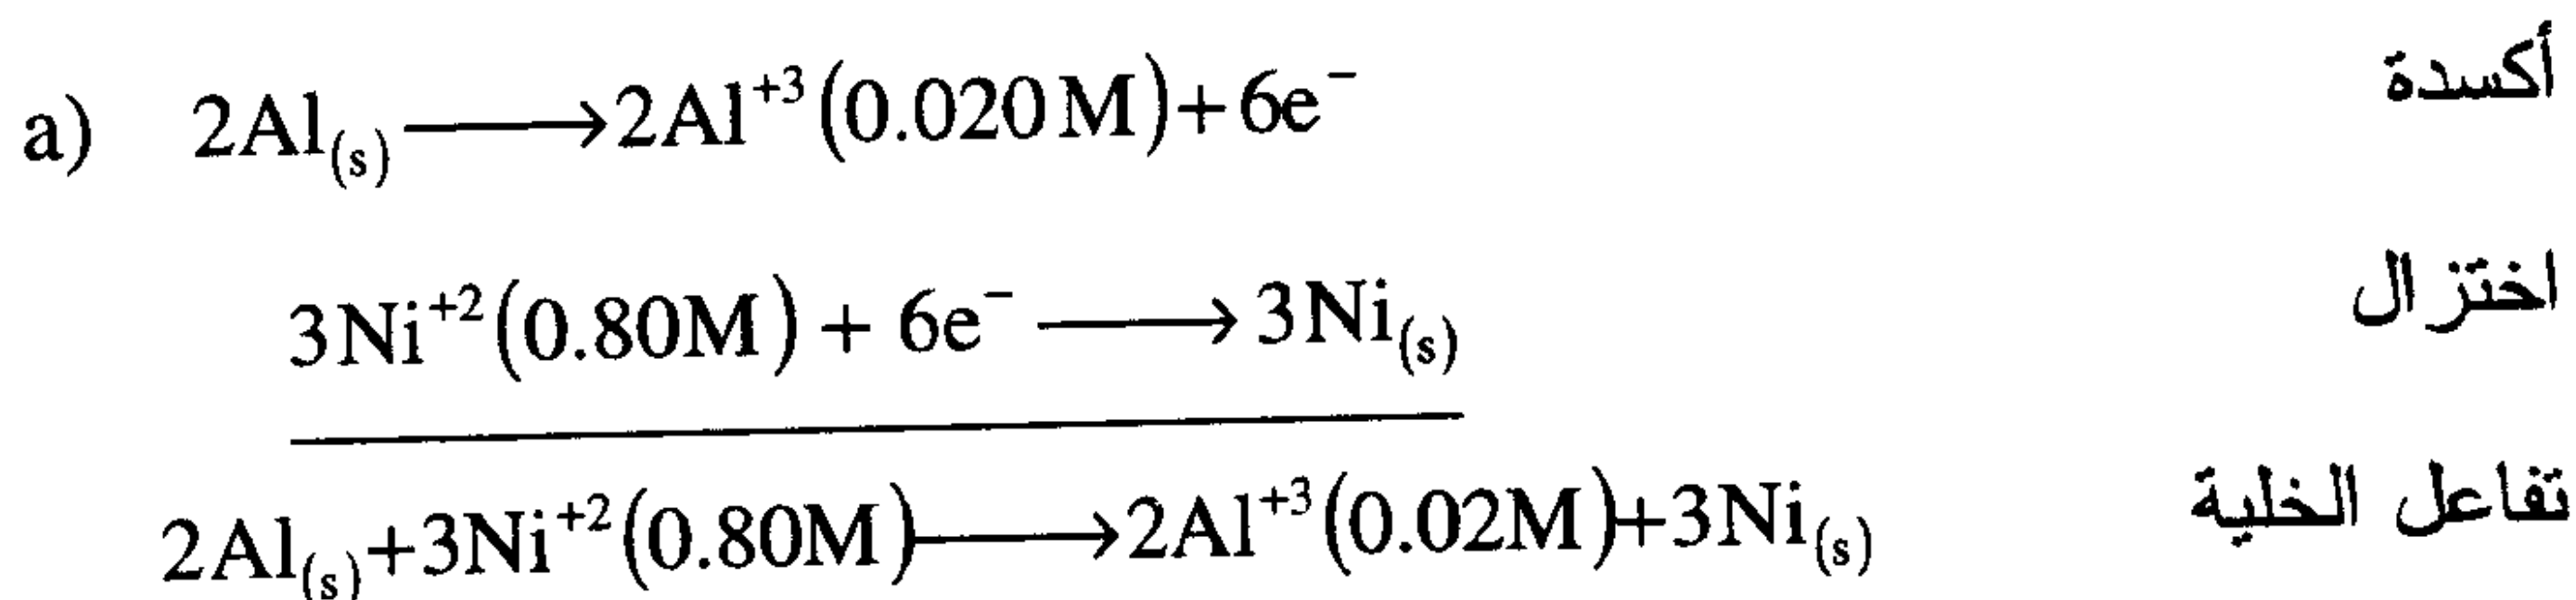 a) 2Al(s) ⟶ 2Al⁺³ (0.020 M) + 6e⁻ أكسدة
3Ni⁺² (0.80M) + 6e⁻ ⟶ 3Ni(s) اختزال
2Al(s) + 3Ni⁺² (0.80M) ⟶ 2Al⁺³ (0.02M) + 3Ni(s) تفاعل الخلية